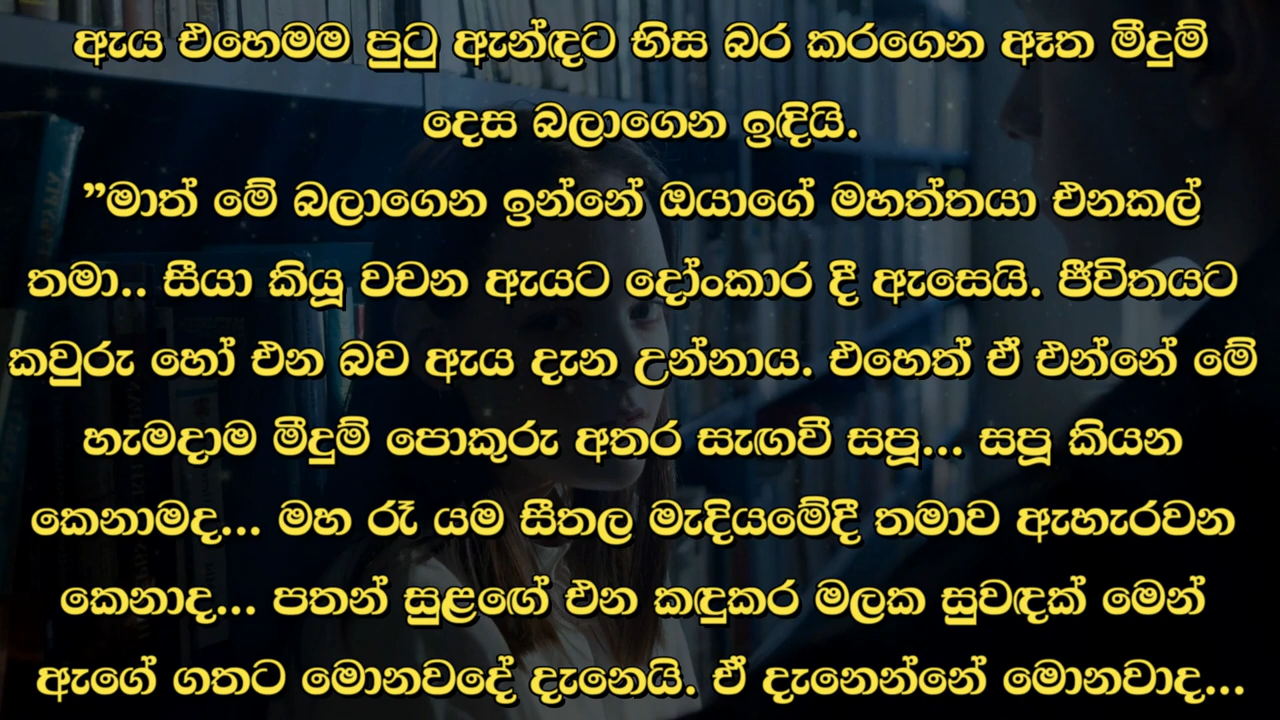 ඇය එහෙමම පුටු ඇන්දට හිස බර කරගෙන ඈත මීදුම්
දෙස බලාගෙන ඉඳියි.
”මාත් මේ බලාගෙන ඉන්නේ ඔයාගේ මහත්තයා එනකල්
තමා.. සීයා කියූ වචන ඇයට දෝංකාර දී ඇසෙයි. ජීවිතයට
කවුරු හෝ එන බව ඇය දැන උන්නාය. එහෙත් ඒ එන්නේ මේ
හැමදාම මීදුම් පොකුරු අතර සැඟවී සපූ... සපූ කියන
කෙනාමද... මහ රෑ යම සීතල මැදියමේදී තමාව ඇහැරවන
කෙනාද... පතන් සුළඟේ එන කඳුකර මලක සුවඳක් මෙන්
ඇගේ ගතට මොනවදේ දැනෙයි. ඒ දැනෙන්නේ මොනවාද...